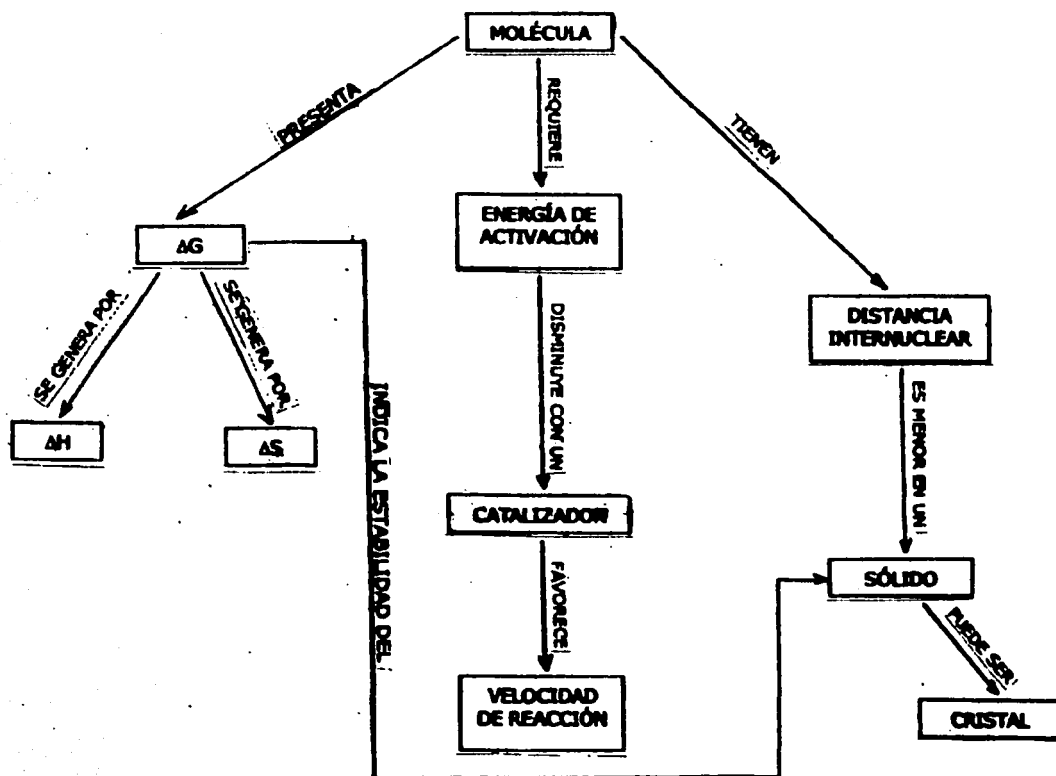 MOLÉCULA
PRESENTA
REQUIERE
TIENEN
ENERGÍA DE
ACTIVACIÓN
ΔG
DISTANCIA
INTERNUCLEAR
SE GENERA POR
SE GENERA POR
DISMINUYE CON UN
ES MENOR EN UN
INDICA LA ESTABILIDAD DEL
ΔH
ΔS
CATALIZADOR
FAVORECE
SÓLIDO
PUEDE SER
VELOCIDAD
DE REACCIÓN
CRISTAL